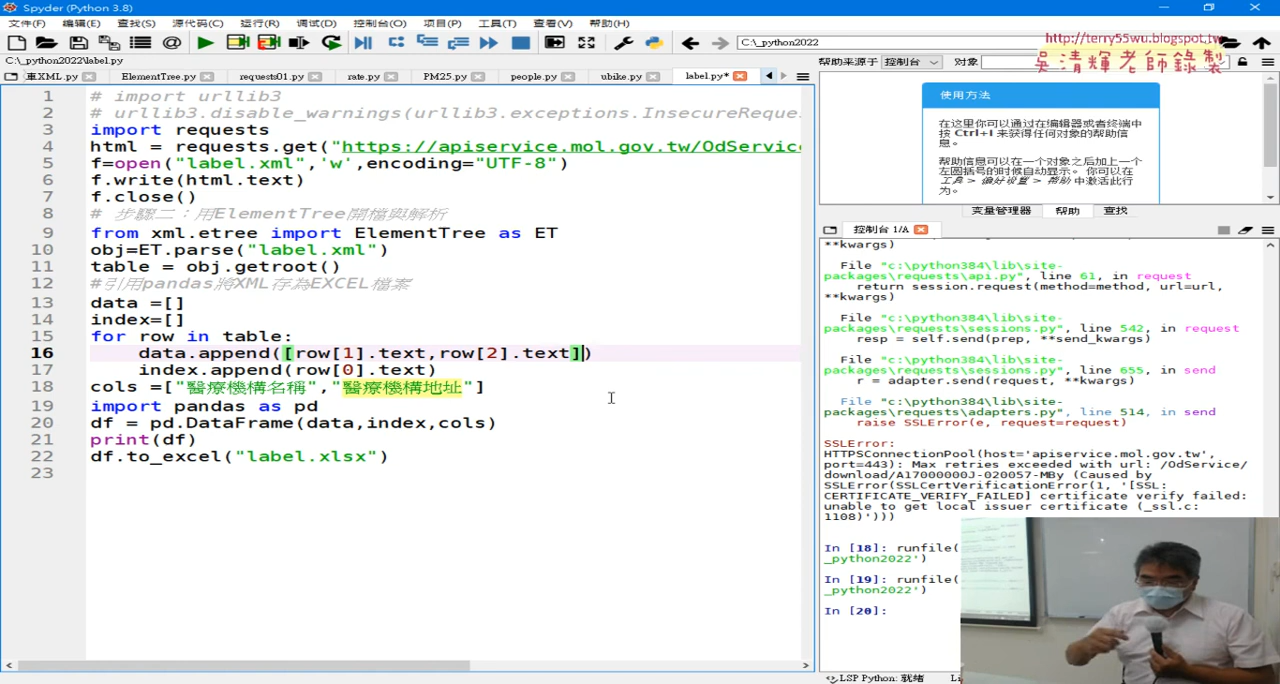 Spyder (Python 3.8)
文件(F) 编辑(E) 查找(S) 源代码(C) 运行(R) 调试(D) 控制台(O) 项目(P) 工具(T) 查看(V) 帮助(H)
C:\_python2022
http://terry55wu.blogspot.tw
吳清輝老師錄製
C:\_python2022\label.py
車XML.py ElementTree.py requests01.py rate.py PM25.py people.py ubike.py label.py*
1 # import urllib3
2 # urllib3.disable_warnings(urllib3.exceptions.InsecureReque
3 import requests
4 html = requests.get("https://apiservice.mol.gov.tw/OdServic
5 f=open("label.xml",'w',encoding="UTF-8")
6 f.write(html.text)
7 f.close()
8 # 步驟二：用ElementTree開檔與解析
9 from xml.etree import ElementTree as ET
10 obj=ET.parse("label.xml")
11 table = obj.getroot()
12 #引用pandas將XML存為EXCEL檔案
13 data =[]
14 index=[]
15 for row in table:
16 data.append([row[1].text,row[2].text])
17 index.append(row[0].text)
18 cols =["醫療機構名稱","醫療機構地址"]
19 import pandas as pd
20 df = pd.DataFrame(data,index,cols)
21 print(df)
22 df.to_excel("label.xlsx")
23
帮助来源于 控制台 对象
使用方法
在这里你可以通过在编辑器或者终端中
按 Ctrl+I 来获得任何对象的帮助信
息。
帮助信息可以在一个对象之后加上一个
左圆括号的时候自动显示。你可以在
工具 > 偏好设置 > 帮助 中激活此行
为。
变量管理器 帮助 查找
控制台 1/A
**kwargs)
File "c:\python384\lib\site-
packages\requests\api.py", line 61, in request
return session.request(method=method, url=url,
**kwargs)
File "c:\python384\lib\site-
packages\requests\sessions.py", line 542, in request
resp = self.send(prep, **send_kwargs)
File "c:\python384\lib\site-
packages\requests\sessions.py", line 655, in send
r = adapter.send(request, **kwargs)
File "c:\python384\lib\site-
packages\requests\adapters.py", line 514, in send
raise SSLError(e, request=request)
SSLError:
HTTPSConnectionPool(host='apiservice.mol.gov.tw',
port=443): Max retries exceeded with url: /OdService/
download/A17000000J-020057-MBy (Caused by
SSLError(SSLCertVerificationError(1, '[SSL:
CERTIFICATE_VERIFY_FAILED] certificate verify failed:
unable to get local issuer certificate (_ssl.c:
1108)')))
In [18]: runfile(
_python2022')
In [19]: runfile(
_python2022')
In [20]:
LSP Python: 就绪